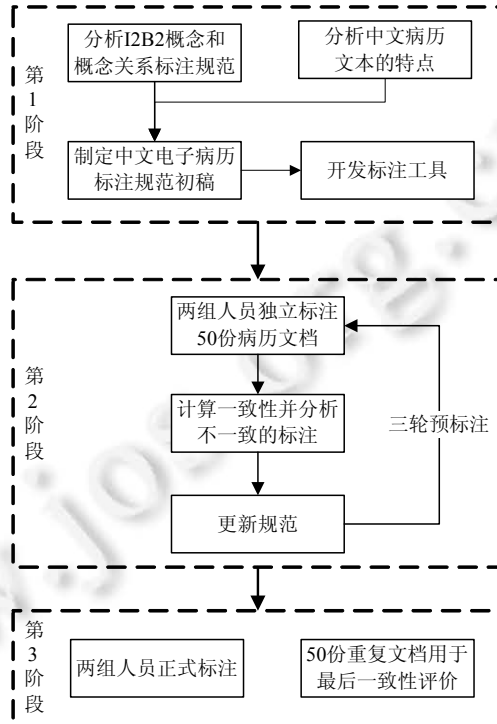 第1阶段
分析I2B2概念和
概念关系标注规范
分析中文病历
文本的特点
制定中文电子病历
标注规范初稿
开发标注工具
第2阶段
两组人员独立标注
50份病历文档
计算一致性并分析
不一致的标注
三轮预标注
更新规范
第3阶段
两组人员正式标注
50份重复文档用于
最后一致性评价